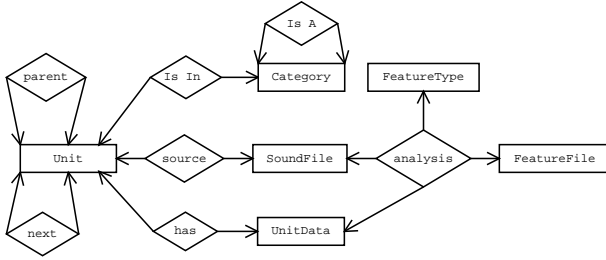 Is A
parent
Is In
Category
FeatureType
Unit
source
SoundFile
analysis
FeatureFile
next
has
UnitData